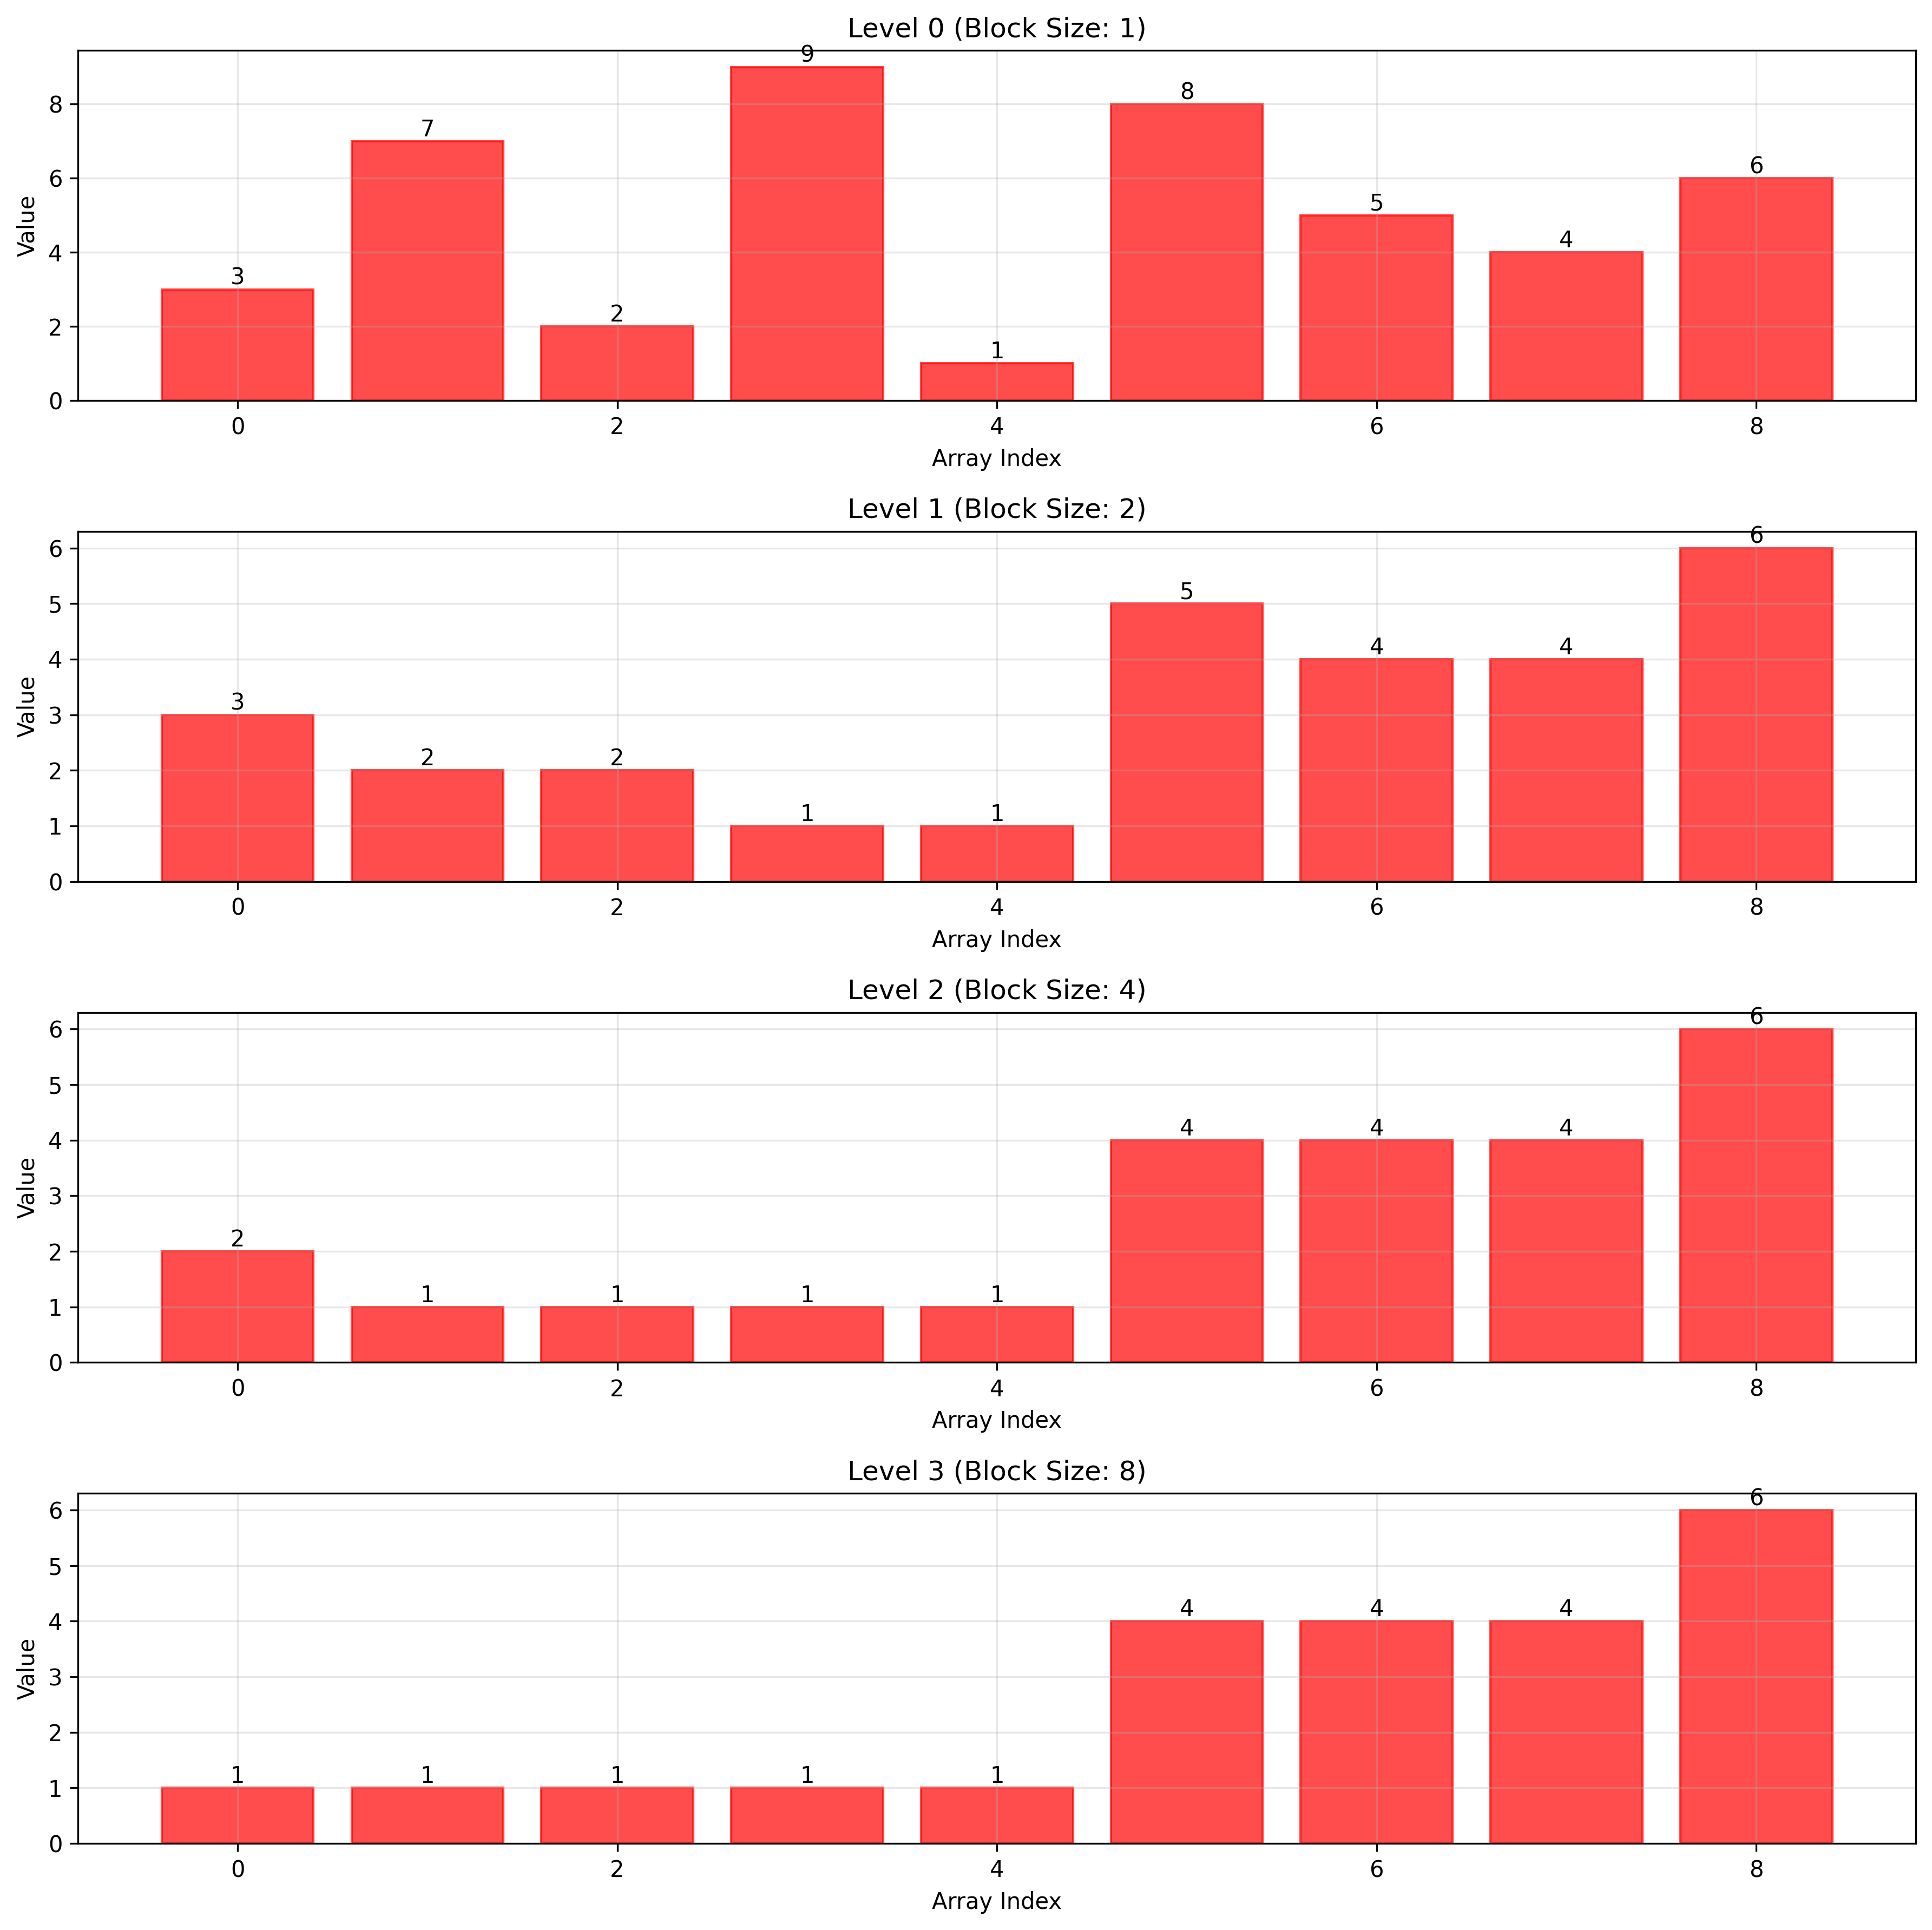 Level 0 (Block Size: 1)
9
8
8
7
6
6
5
Value
4
4
3
2
2
1
0
0 2 4 6 8
Array Index
Level 1 (Block Size: 2)
6
6
5
5
4
4 4
Value
3
3
2
2 2
1
1 1
0
0 2 4 6 8
Array Index
Level 2 (Block Size: 4)
6
6
5
4
4 4 4
Value
3
2
2
1
1 1 1 1
0
0 2 4 6 8
Array Index
Level 3 (Block Size: 8)
6
6
5
4
4 4 4
Value
3
2
1
1 1 1 1 1
0
0 2 4 6 8
Array Index